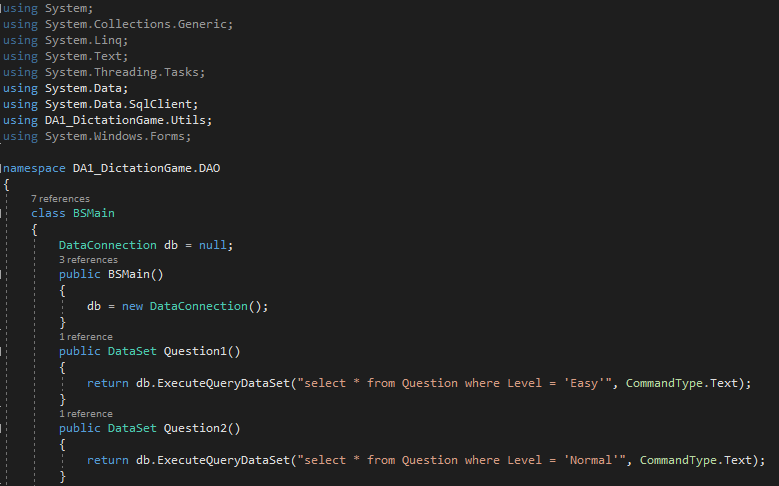 using System;
using System.Collections.Generic;
using System.Linq;
using System.Text;
using System.Threading.Tasks;
using System.Data;
using System.Data.SqlClient;
using DA1_DictationGame.Utils;
using System.Windows.Forms;
namespace DA1_DictationGame.DAO
{
7 references
class BSMain
{
DataConnection db = null;
3 references
public BSMain()
{
db = new DataConnection();
}
1 reference
public DataSet Question1()
{
return db.ExecuteQueryDataSet("select * from Question where Level = 'Easy'", CommandType.Text);
}
1 reference
public DataSet Question2()
{
return db.ExecuteQueryDataSet("select * from Question where Level = 'Normal'", CommandType.Text);
}